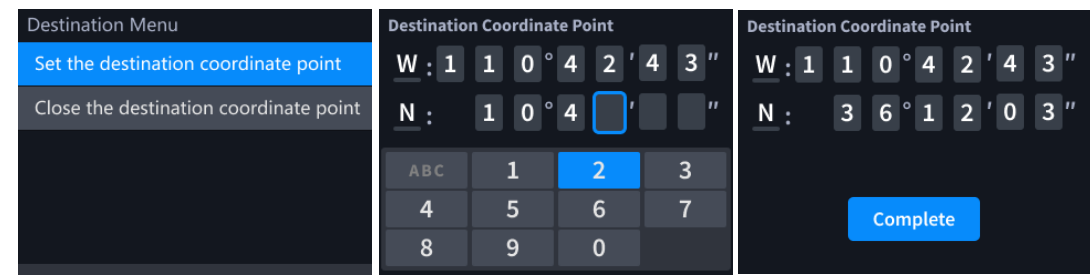 Destination Menu
Set the destination coordinate point
Close the destination coordinate point
Destination Coordinate Point
W : 1 1 0 ° 4 2 ′ 4 3 ″
N : 1 0 ° 4 ′ ″
ABC 1 2 3
4 5 6 7
8 9 0
Destination Coordinate Point
W : 1 1 0 ° 4 2 ′ 4 3 ″
N : 3 6 ° 1 2 ′ 0 3 ″
Complete